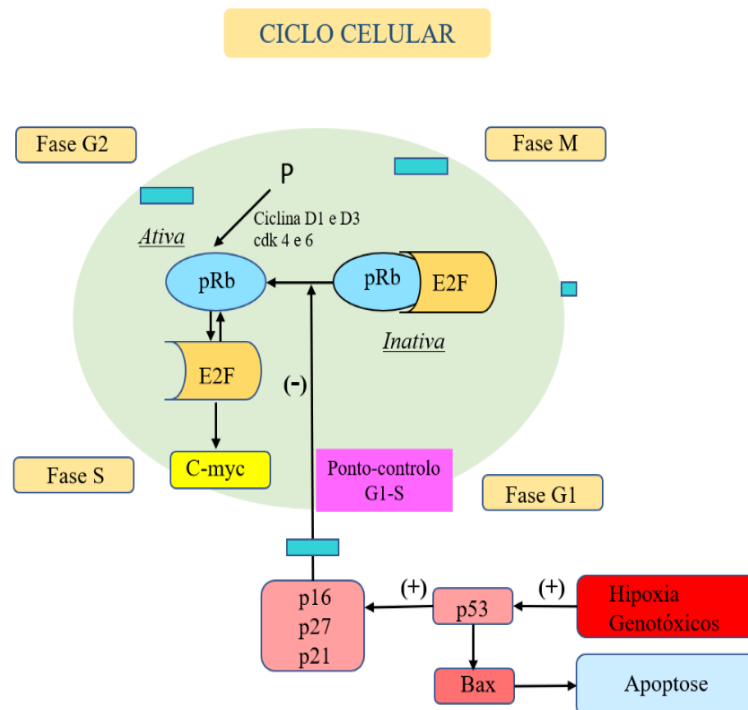 CICLO CELULAR
Fase G2
Fase M
P
Ciclina D1 e D3
cdk 4 e 6
Ativa
pRb
pRb
E2F
Inativa
E2F
(-)
C-myc
Ponto-controlo
G1-S
Fase S
Fase G1
p16
p27
p21
(+)
p53
(+)
Hipoxia
Genotóxicos
Bax
Apoptose